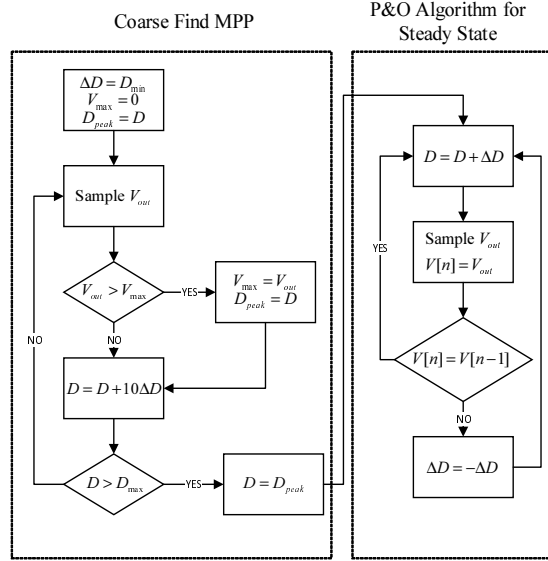 Coarse Find MPP
ΔD = D_min
V_max = 0
D_peak = D
Sample V_out
V_out > V_max
YES
V_max = V_out
D_peak = D
NO
NO
D = D + 10ΔD
D > D_max
YES
D = D_peak
P&O Algorithm for
Steady State
D = D + ΔD
YES
Sample V_out
V[n] = V_out
V[n] = V[n−1]
NO
ΔD = −ΔD